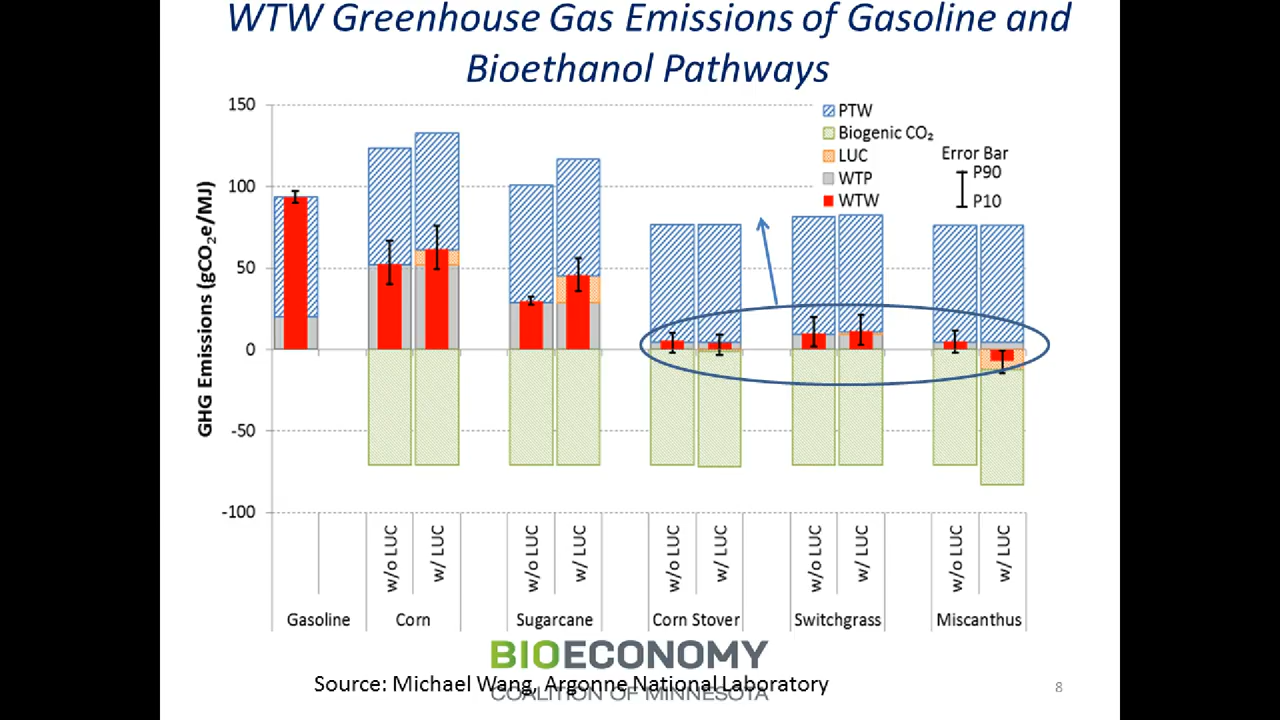 WTW Greenhouse Gas Emissions of Gasoline and
Bioethanol Pathways
150
100
50
0
-50
-100
GHG Emissions (gCO₂e/MJ)
PTW
Biogenic CO₂
LUC
WTP
WTW
Error Bar
P90
P10
w/o LUC
w/ LUC
w/o LUC
w/ LUC
w/o LUC
w/ LUC
w/o LUC
w/ LUC
w/o LUC
w/ LUC
Gasoline
Corn
Sugarcane
Corn Stover
Switchgrass
Miscanthus
BIOECONOMY
COALITION OF MINNESOTA
Source: Michael Wang, Argonne National Laboratory
8